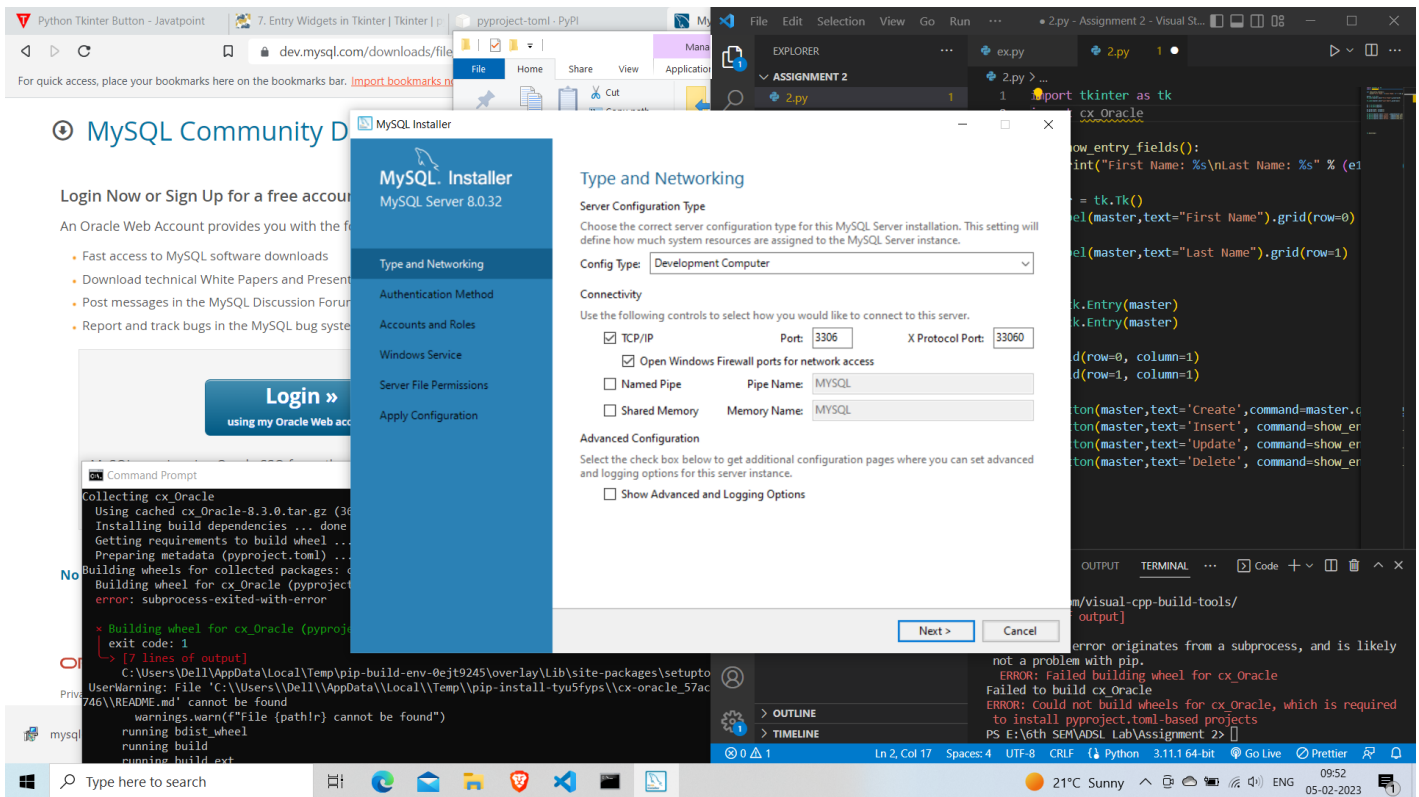 Python Tkinter Button - Javatpoint
7. Entry Widgets in Tkinter | Tkinter | p
pyproject-toml · PyPI
My
dev.mysql.com/downloads/file
For quick access, place your bookmarks here on the bookmarks bar. Import bookmarks n
Mana
File Home Share View Application
Cut
MySQL Community D
Login Now or Sign Up for a free accou
An Oracle Web Account provides you with the f
Fast access to MySQL software downloads
Download technical White Papers and Present
Post messages in the MySQL Discussion Forur
Report and track bugs in the MySQL bug syste
Login »
using my Oracle Web acc
No
mysql
MySQL Installer
MySQL. Installer
MySQL Server 8.0.32
Type and Networking
Authentication Method
Accounts and Roles
Windows Service
Server File Permissions
Apply Configuration
Type and Networking
Server Configuration Type
Choose the correct server configuration type for this MySQL Server installation. This setting will
define how much system resources are assigned to the MySQL Server instance.
Config Type: Development Computer
Connectivity
Use the following controls to select how you would like to connect to this server.
TCP/IP Port: 3306 X Protocol Port: 33060
Open Windows Firewall ports for network access
Named Pipe Pipe Name: MYSQL
Shared Memory Memory Name: MYSQL
Advanced Configuration
Select the check box below to get additional configuration pages where you can set advanced
and logging options for this server instance.
Show Advanced and Logging Options
Next > Cancel
Command Prompt
Collecting cx_Oracle
Using cached cx_Oracle-8.3.0.tar.gz (36
Installing build dependencies ... done
Getting requirements to build wheel ...
Preparing metadata (pyproject.toml) ...
Building wheels for collected packages: c
Building wheel for cx_Oracle (pyproject
error: subprocess-exited-with-error
× Building wheel for cx_Oracle (pyproje
exit code: 1
[7 lines of output]
C:\Users\Dell\AppData\Local\Temp\pip-build-env-0ejt9245\overlay\Lib\site-packages\setupto
UserWarning: File 'C:\\Users\\Dell\\AppData\\Local\\Temp\\pip-install-tyu5fyps\\cx-oracle_57ac
746\\README.md' cannot be found
warnings.warn(f"File {path!r} cannot be found")
running bdist_wheel
running build
running build_ext
File Edit Selection View Go Run ··· ● 2.py - Assignment 2 - Visual St...
EXPLORER ···
ASSIGNMENT 2
2.py 1
OUTLINE
TIMELINE
ex.py 2.py 1
2.py > ...
1 import tkinter as tk
cx_Oracle
ow_entry_fields():
int("First Name: %s\nLast Name: %s" % (e1
r = tk.Tk()
el(master,text="First Name").grid(row=0)
el(master,text="Last Name").grid(row=1)
k.Entry(master)
k.Entry(master)
d(row=0, column=1)
d(row=1, column=1)
ton(master,text='Create',command=master.q
ton(master,text='Insert', command=show_en
ton(master,text='Update', command=show_er
ton(master,text='Delete', command=show_er
OUTPUT TERMINAL ··· Code
m/visual-cpp-build-tools/
output]
error originates from a subprocess, and is likely
not a problem with pip.
ERROR: Failed building wheel for cx_Oracle
Failed to build cx_Oracle
ERROR: Could not build wheels for cx_Oracle, which is required
to install pyproject.toml-based projects
PS E:\6th SEM\ADSL Lab\Assignment 2>
0 1 Ln 2, Col 17 Spaces: 4 UTF-8 CRLF Python 3.11.1 64-bit Go Live Prettier
Type here to search
21°C Sunny ENG
09:52
05-02-2023